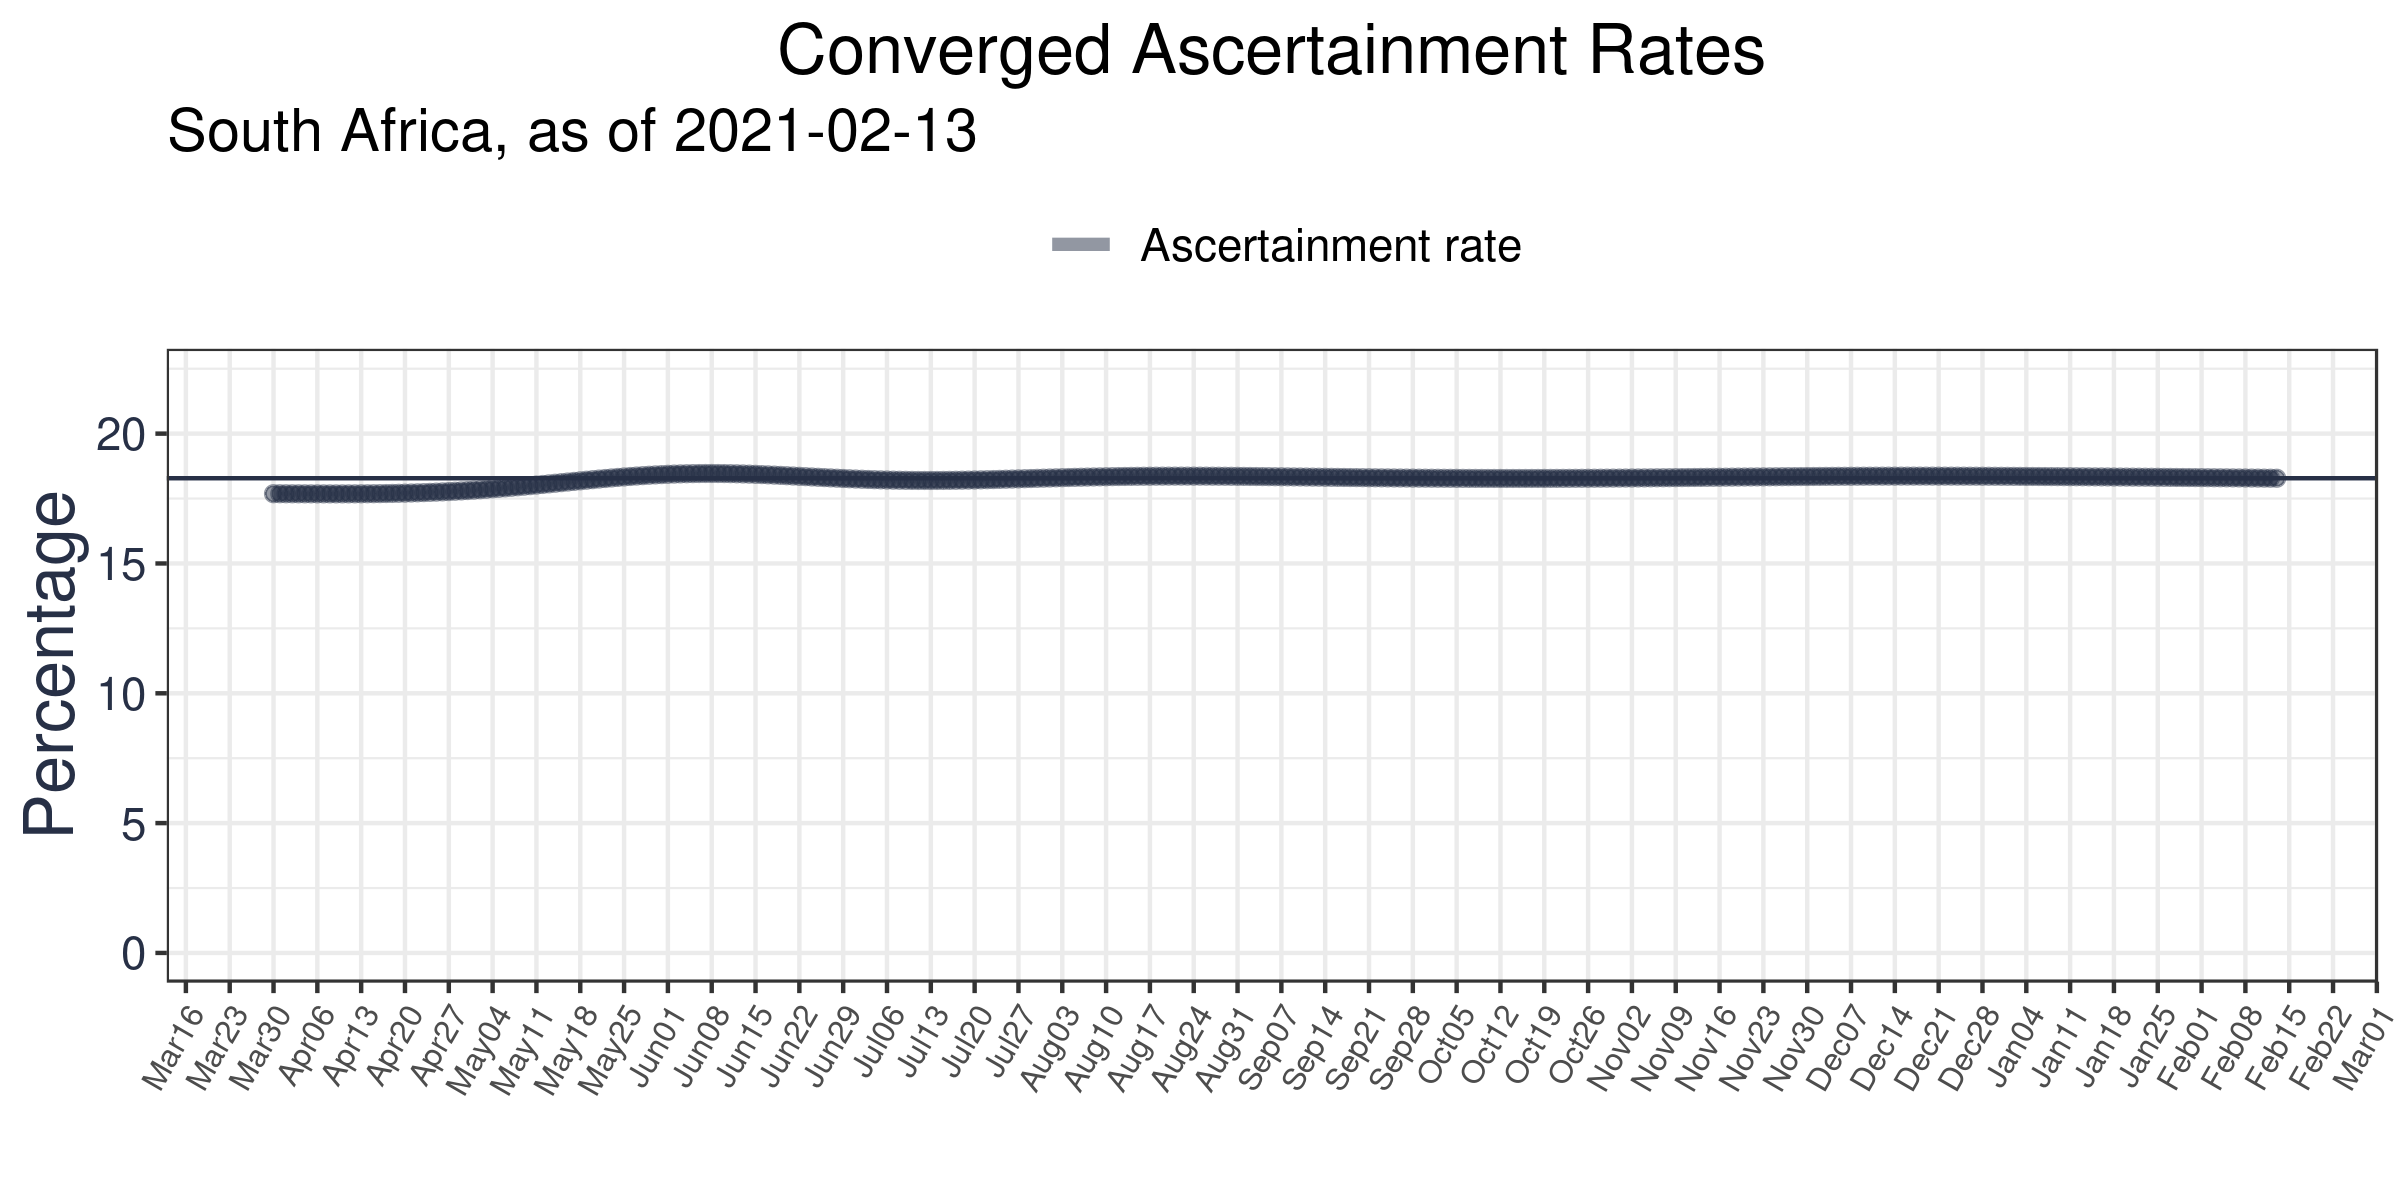 Converged Ascertainment Rates
South Africa, as of 2021-02-13
Ascertainment rate
Percentage
20
15
10
5
0
Mar16 Mar23 Mar30 Apr06 Apr13 Apr20 Apr27 May04 May11 May18 May25 Jun01 Jun08 Jun15 Jun22 Jun29 Jul06 Jul13 Jul20 Jul27 Aug03 Aug10 Aug17 Aug24 Aug31 Sep07 Sep14 Sep21 Sep28 Oct05 Oct12 Oct19 Oct26 Nov02 Nov09 Nov16 Nov23 Nov30 Dec07 Dec14 Dec21 Dec28 Jan04 Jan11 Jan18 Jan25 Feb01 Feb08 Feb15 Feb22 Mar01